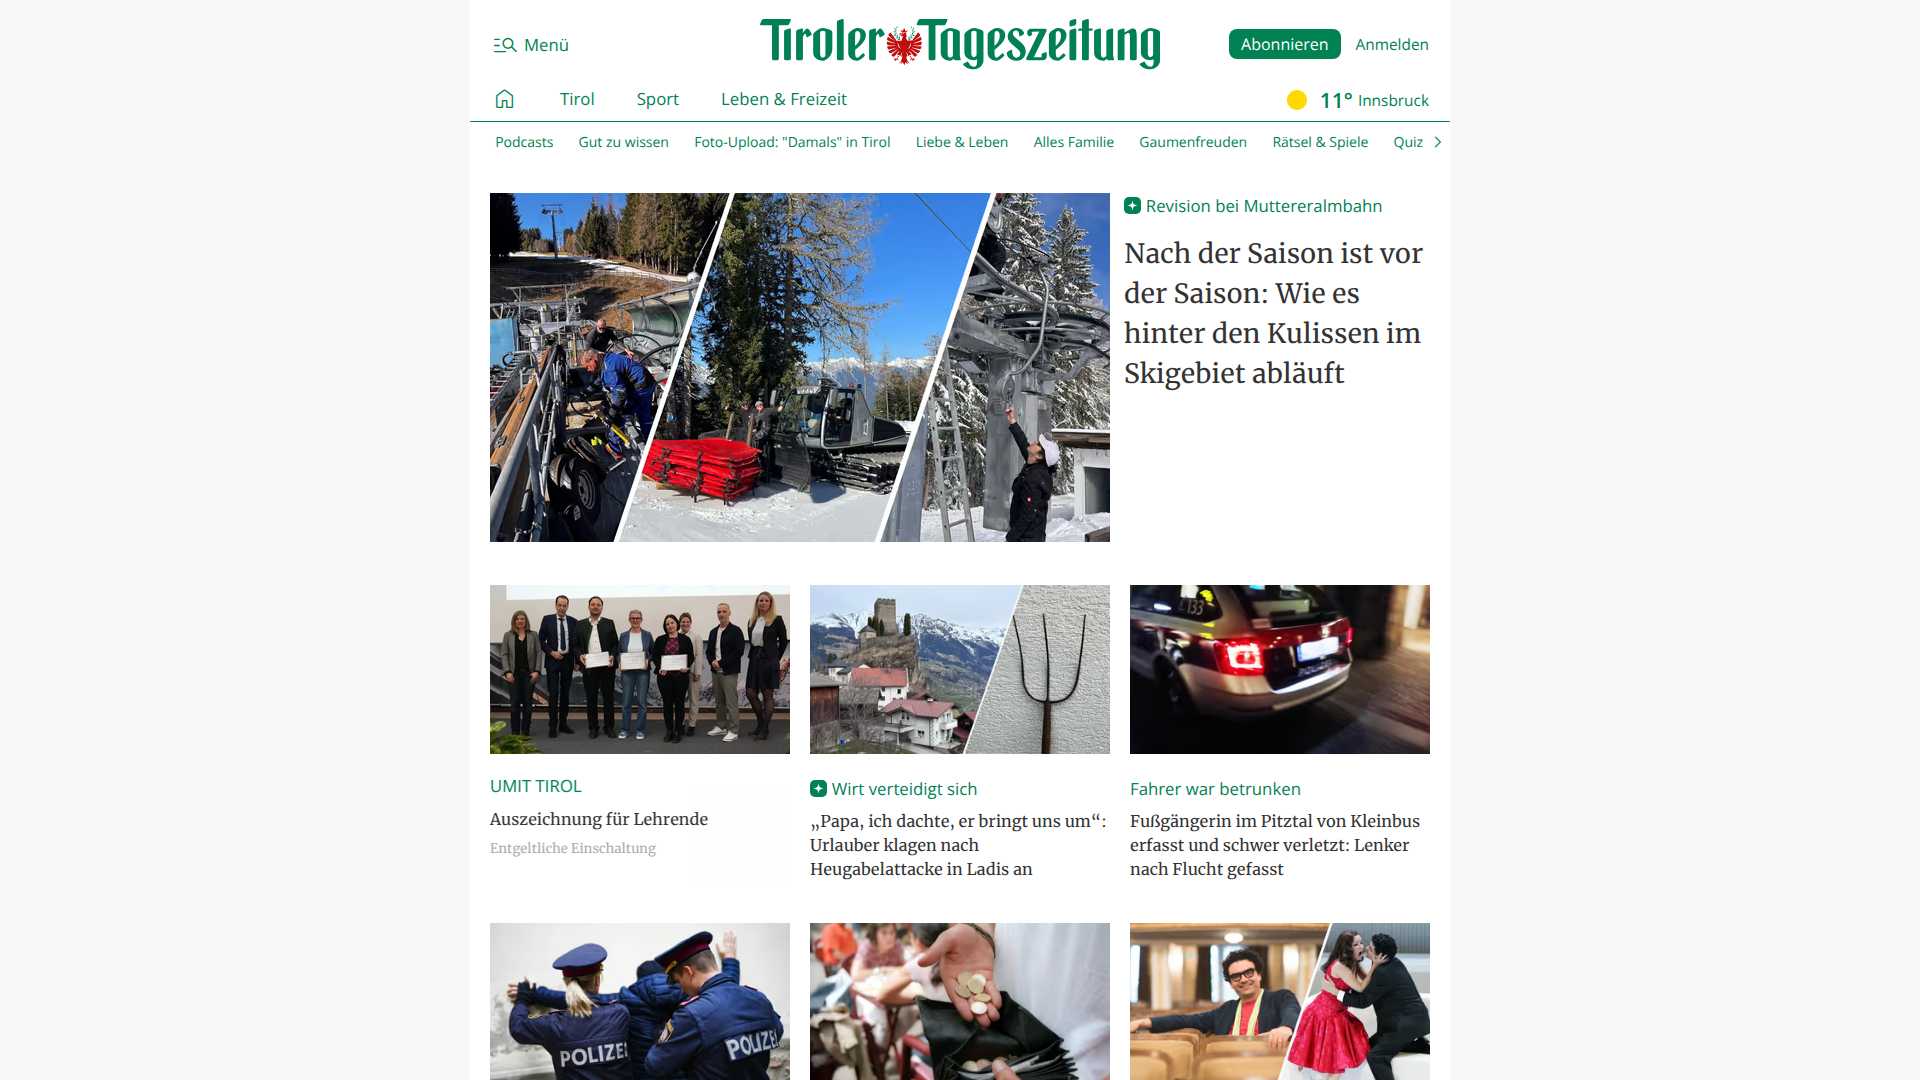 Menü
Tiroler Tageszeitung
Abonnieren
Anmelden
Tirol
Sport
Leben & Freizeit
11° Innsbruck
Podcasts
Gut zu wissen
Foto-Upload: "Damals" in Tirol
Liebe & Leben
Alles Familie
Gaumenfreuden
Rätsel & Spiele
Quiz
Revision bei Muttereralmbahn
Nach der Saison ist vor
der Saison: Wie es
hinter den Kulissen im
Skigebiet abläuft
133
UMIT TIROL
Auszeichnung für Lehrende
Entgeltliche Einschaltung
Wirt verteidigt sich
„Papa, ich dachte, er bringt uns um“:
Urlauber klagen nach
Heugabelattacke in Ladis an
Fahrer war betrunken
Fußgängerin im Pitztal von Kleinbus
erfasst und schwer verletzt: Lenker
nach Flucht gefasst
POLIZEI
POLIZEI